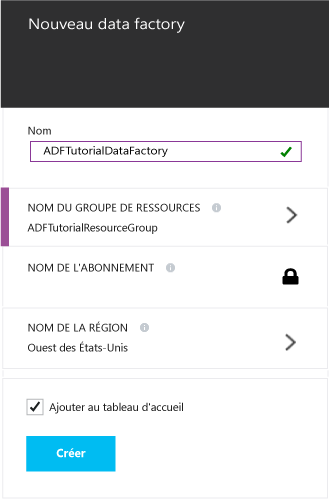 Nouveau data factory
Nom
ADFTutorialDataFactory
NOM DU GROUPE DE RESSOURCES
ADFTutorialResourceGroup
NOM DE L'ABONNEMENT
NOM DE LA RÉGION
Ouest des États-Unis
Ajouter au tableau d'accueil
Créer